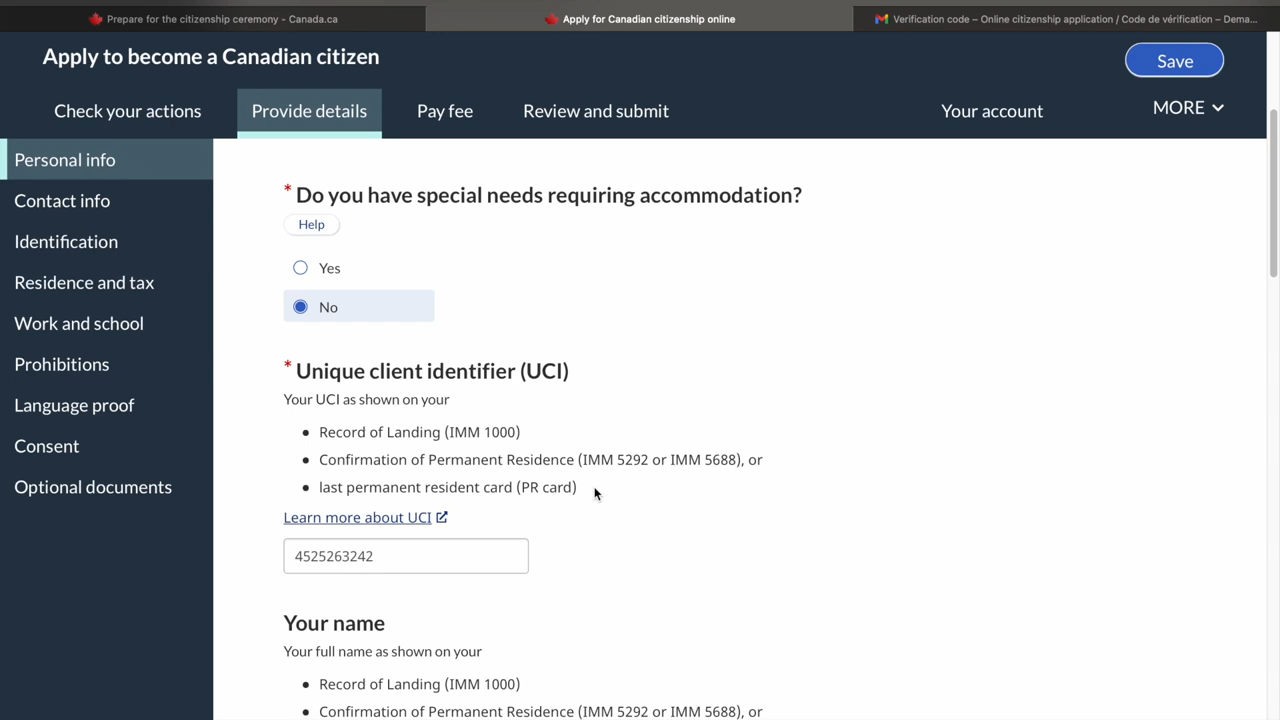 Prepare for the citizenship ceremony - Canada.ca
Apply for Canadian citizenship online
Verification code – Online citizenship application / Code de vérification – Dema...
Apply to become a Canadian citizen
Save
Check your actions
Provide details
Pay fee
Review and submit
Your account
MORE
Personal info
Contact info
Identification
Residence and tax
Work and school
Prohibitions
Language proof
Consent
Optional documents
* Do you have special needs requiring accommodation?
Help
Yes
No
* Unique client identifier (UCI)
Your UCI as shown on your
• Record of Landing (IMM 1000)
• Confirmation of Permanent Residence (IMM 5292 or IMM 5688), or
• last permanent resident card (PR card)
Learn more about UCI
4525263242
Your name
Your full name as shown on your
• Record of Landing (IMM 1000)
• Confirmation of Permanent Residence (IMM 5292 or IMM 5688), or